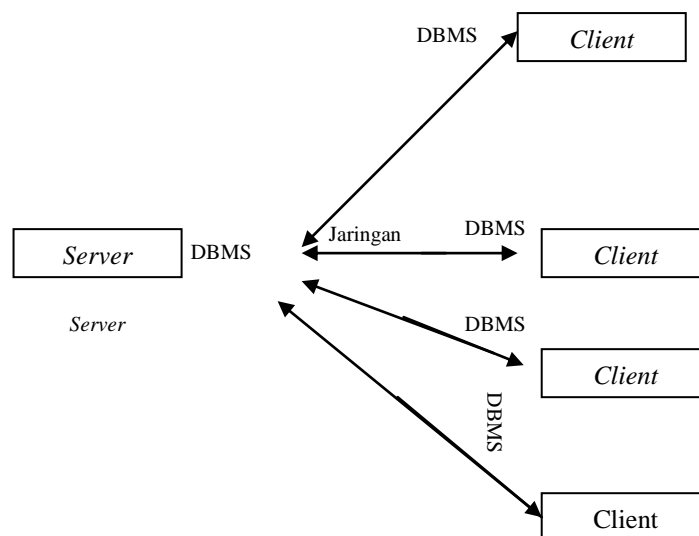 DBMS
Client
Jaringan
DBMS
Server
DBMS
Client
Server
DBMS
Client
DBMS
Client